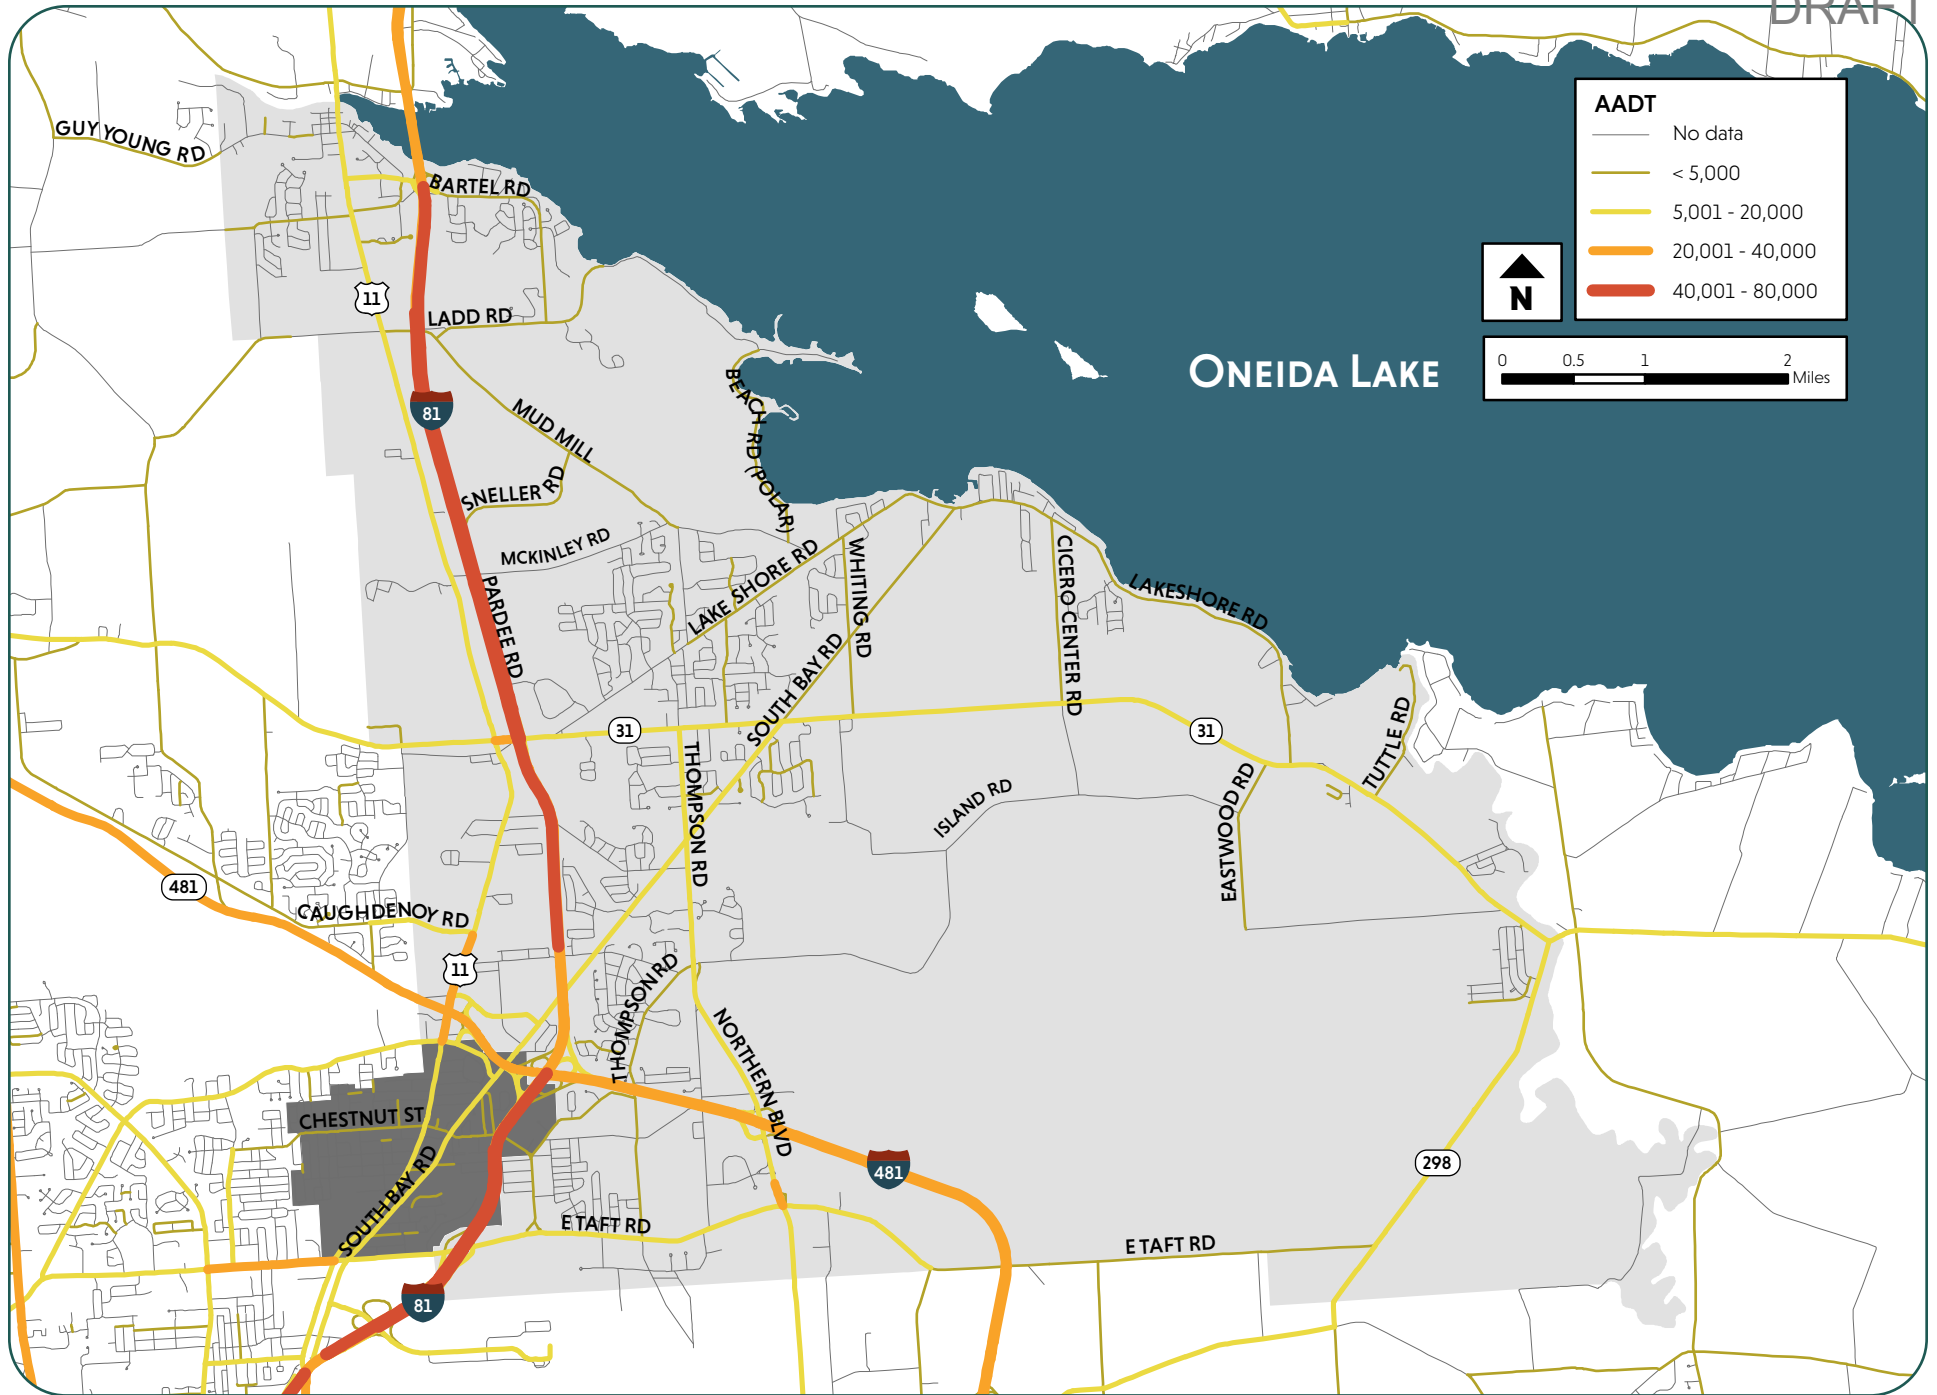 DRAFT
AADT
No data
< 5,000
5,001 - 20,000
20,001 - 40,000
40,001 - 80,000
N
0 0.5 1 2
Miles
ONEIDA LAKE
GUY YOUNG RD
BARTEL RD
11
LADD RD
81
MUD MILL
SNELLER RD
BEACH RD (POLAR)
MCKINLEY RD
PARDEE RD
LAKE SHORE RD
WHITING RD
SOUTH BAY RD
CICERO CENTER RD
LAKESHORE RD
31
31
TUTTLE RD
THOMPSON RD
ISLAND RD
EASTWOOD RD
481
CAUGHDENOY RD
11
THOMPSON RD
NORTHERN BLVD
CHESTNUT ST
SOUTH BAY RD
481
298
E TAFT RD
E TAFT RD
81